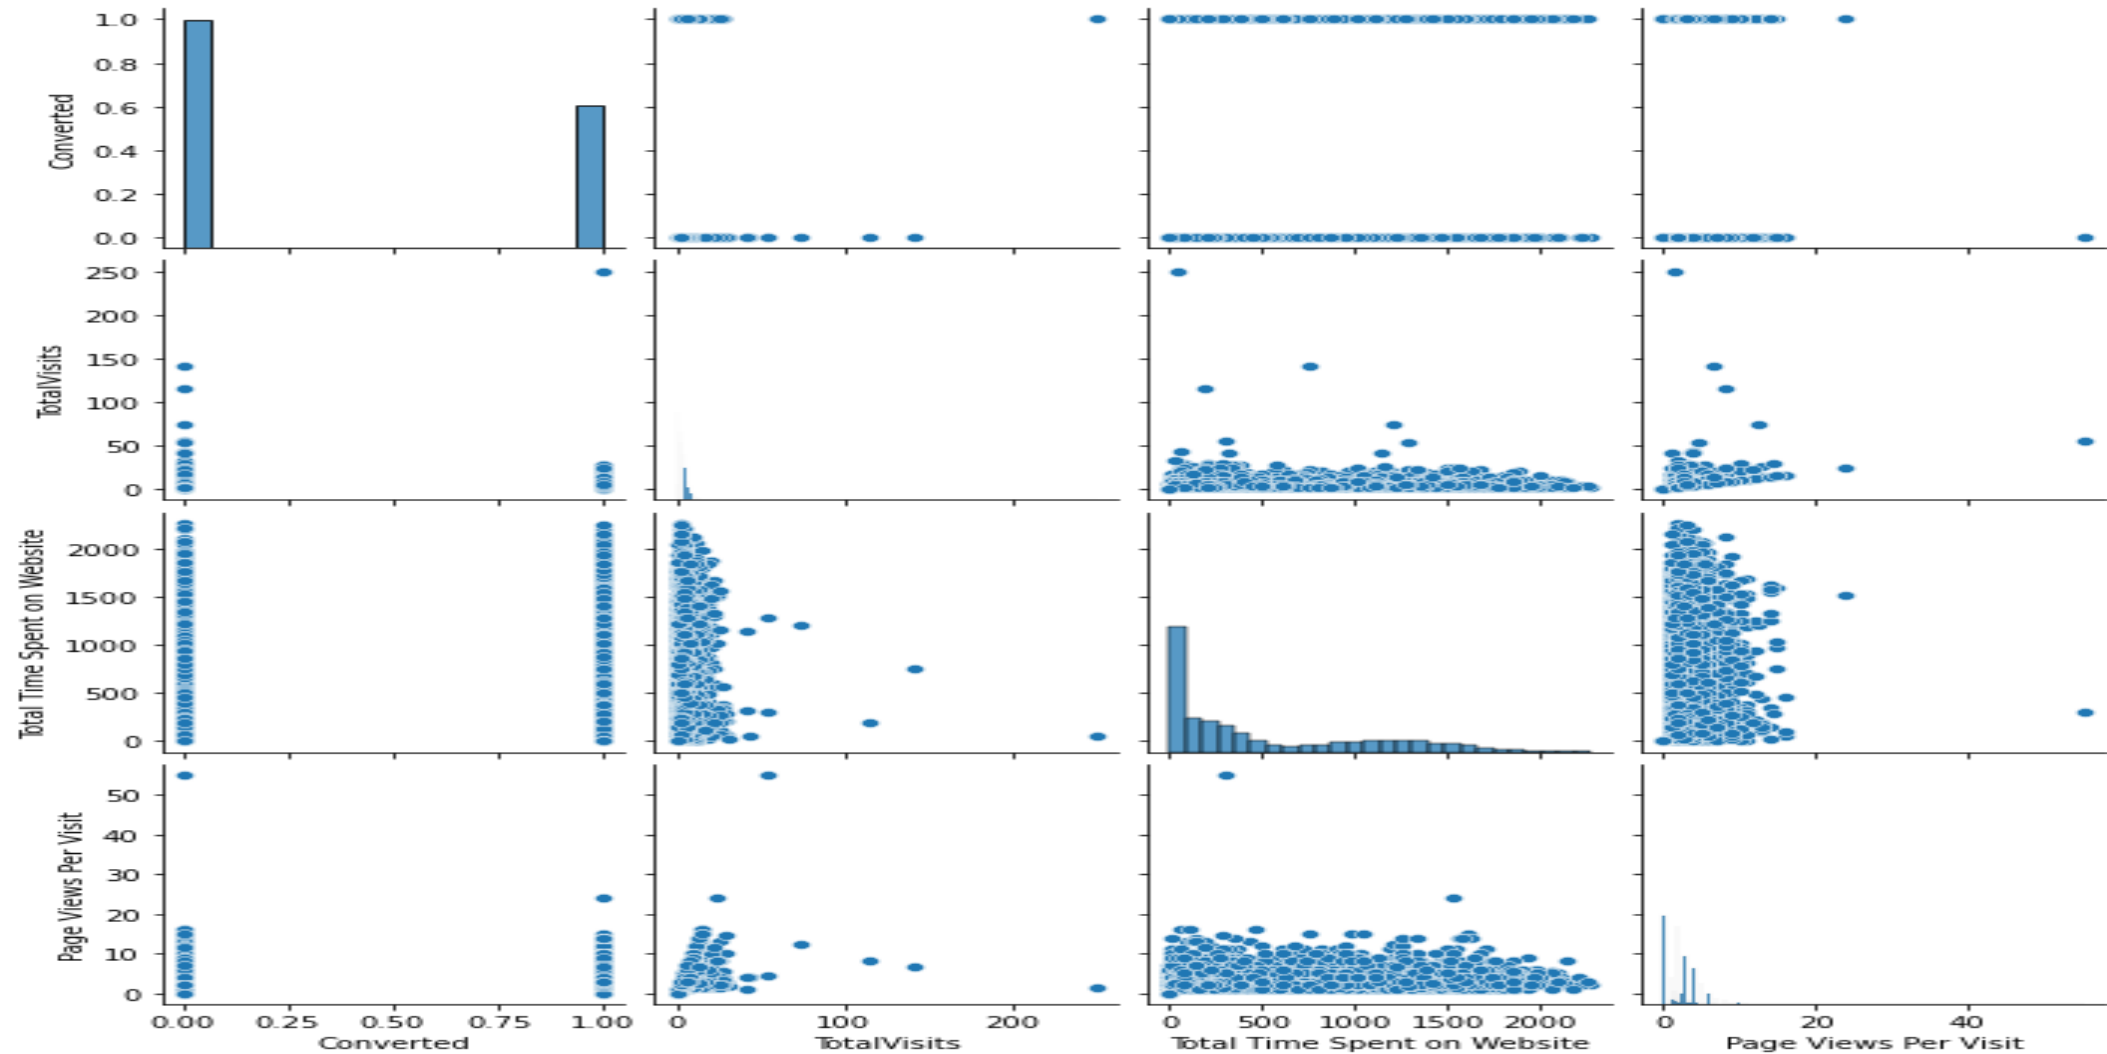 1.0
0.8
0.6
0.4
0.2
0.0
Converted
250
200
150
100
50
0
TotalVisits
2000
1500
1000
500
0
Total Time Spent on Website
50
40
30
20
10
0
Page Views Per Visit
0.00 0.25 0.50 0.75 1.00
Converted
0 100 200
TotalVisits
0 500 1000 1500 2000
Total Time Spent on Website
0 20 40
Page Views Per Visit